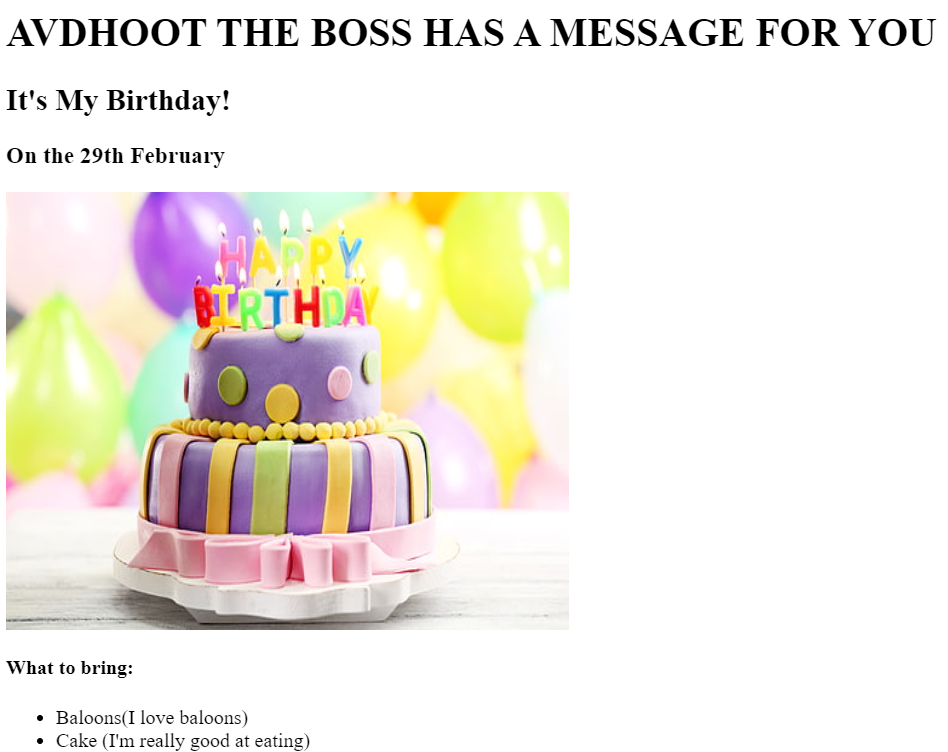 AVDHOOT THE BOSS HAS A MESSAGE FOR YOU
It's My Birthday!
On the 29th February
HAPPY
BIRTHDAY
What to bring:
Baloons(I love baloons)
Cake (I'm really good at eating)